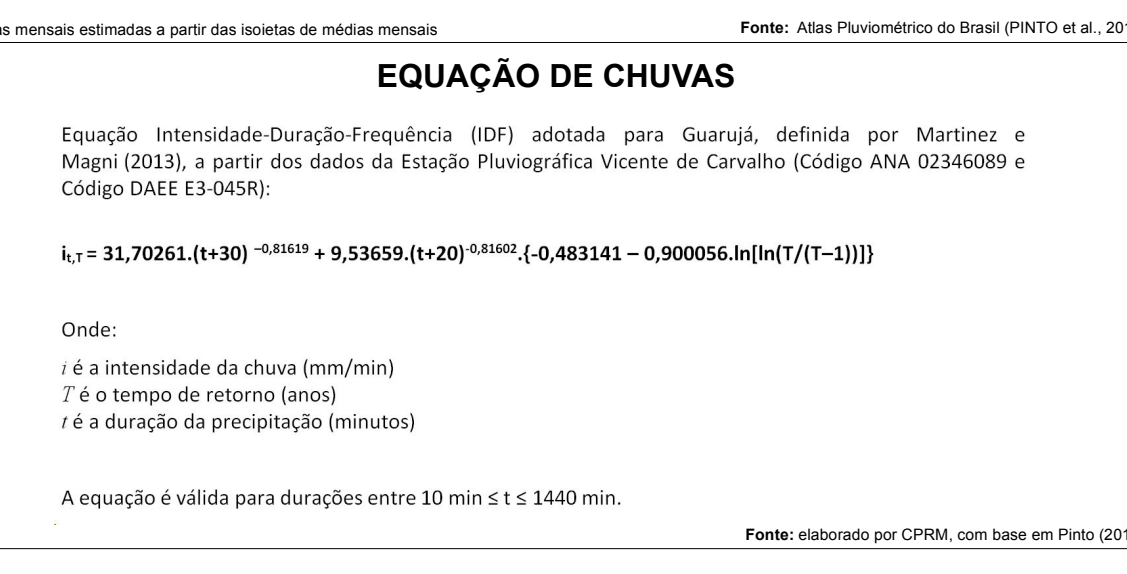 mensais estimadas a partir das isoietas de médias mensais
Fonte: Atlas Pluviométrico do Brasil (PINTO et al.,
EQUAÇÃO DE CHUVAS
Equação Intensidade-Duração-Frequência (IDF) adotada para Guarujá, definida por Martinez e
Magni (2013), a partir dos dados da Estação Pluviográfica Vicente de Carvalho (Código ANA 02346089 e
Código DAEE E3-045R):
i_t,T = 31,70261.(t+30) ^–0,81619 + 9,53659.(t+20)^-0,81602.{-0,483141 – 0,900056.ln[ln(T/(T–1))]}
Onde:
i é a intensidade da chuva (mm/min)
T é o tempo de retorno (anos)
t é a duração da precipitação (minutos)
A equação é válida para durações entre 10 min ≤ t ≤ 1440 min.
Fonte: elaborado por CPRM, com base em Pinto